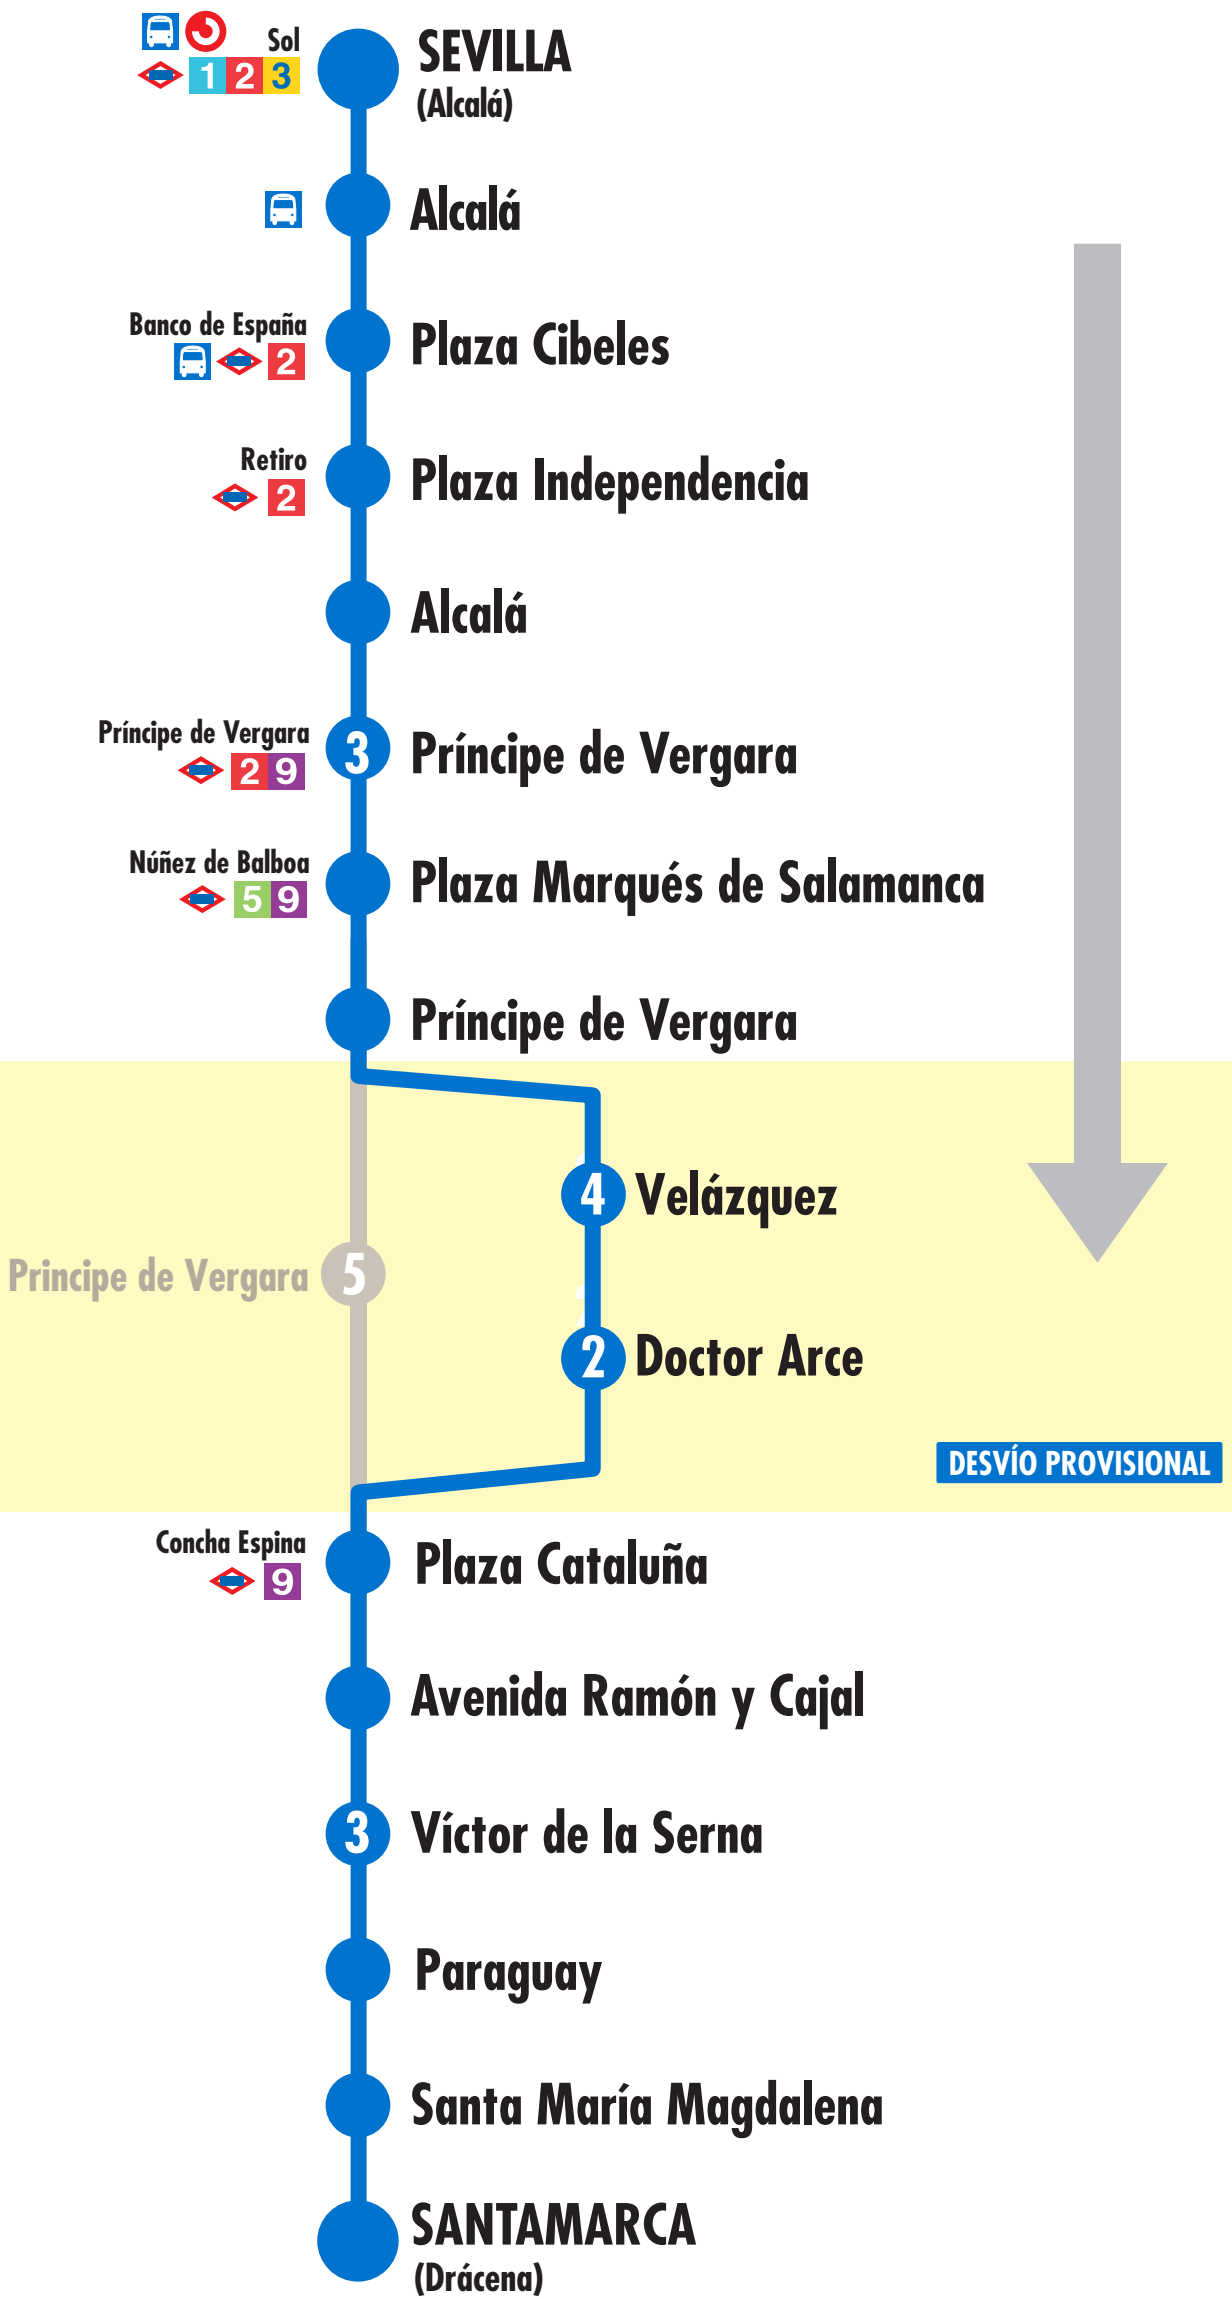 Sol
1 2 3
SEVILLA
(Alcalá)
Alcalá
Banco de España
2
Plaza Cibeles
Retiro
2
Plaza Independencia
Alcalá
Príncipe de Vergara
2 9
3
Príncipe de Vergara
Núñez de Balboa
5 9
Plaza Marqués de Salamanca
Príncipe de Vergara
4 Velázquez
Principe de Vergara 5
2 Doctor Arce
DESVÍO PROVISIONAL
Concha Espina
9
Plaza Cataluña
Avenida Ramón y Cajal
3 Víctor de la Serna
Paraguay
Santa María Magdalena
SANTAMARCA
(Drácena)